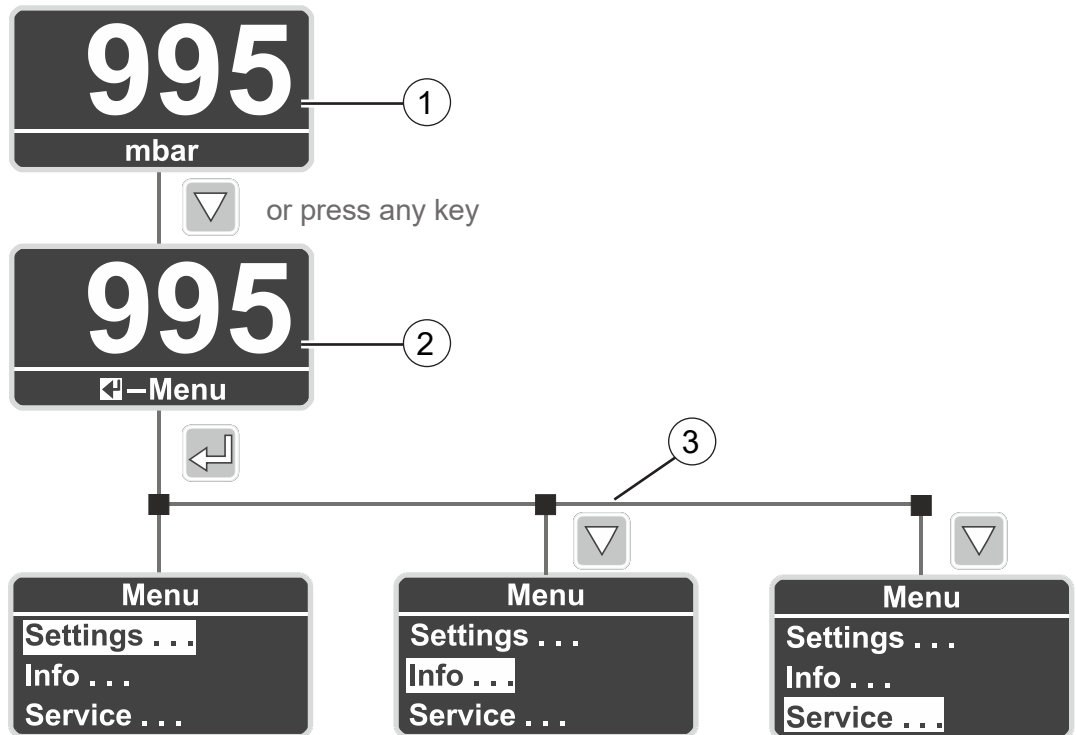 995
1
mbar
or press any key
995
2
–Menu
3
Menu
Settings . . .
Info . . .
Service . . .
Menu
Settings . . .
Info . . .
Service . . .
Menu
Settings . . .
Info . . .
Service . . .